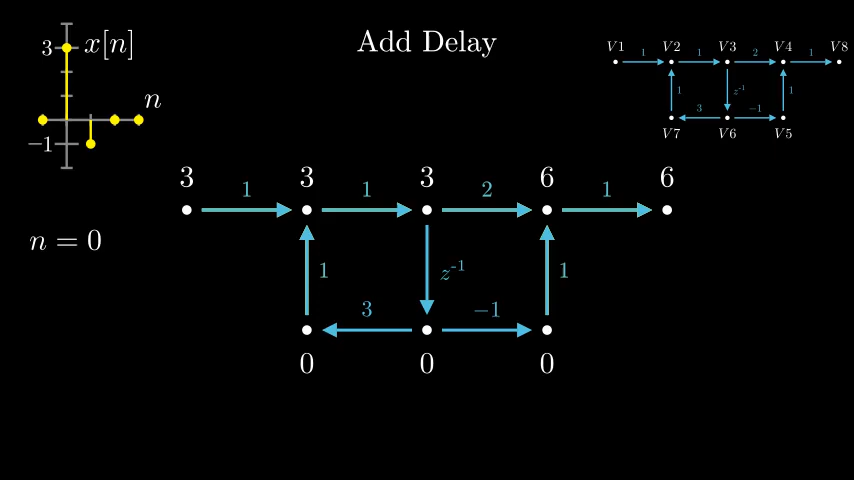 Add Delay
3 x[n]
n
−1
n = 0
V1 V2 V3 V4 V8
1 1 2 1
1 z⁻¹ 1
3 −1
V7 V6 V5
3 3 3 6 6
1 1 2 1
1 z⁻¹ 1
3 −1
0 0 0